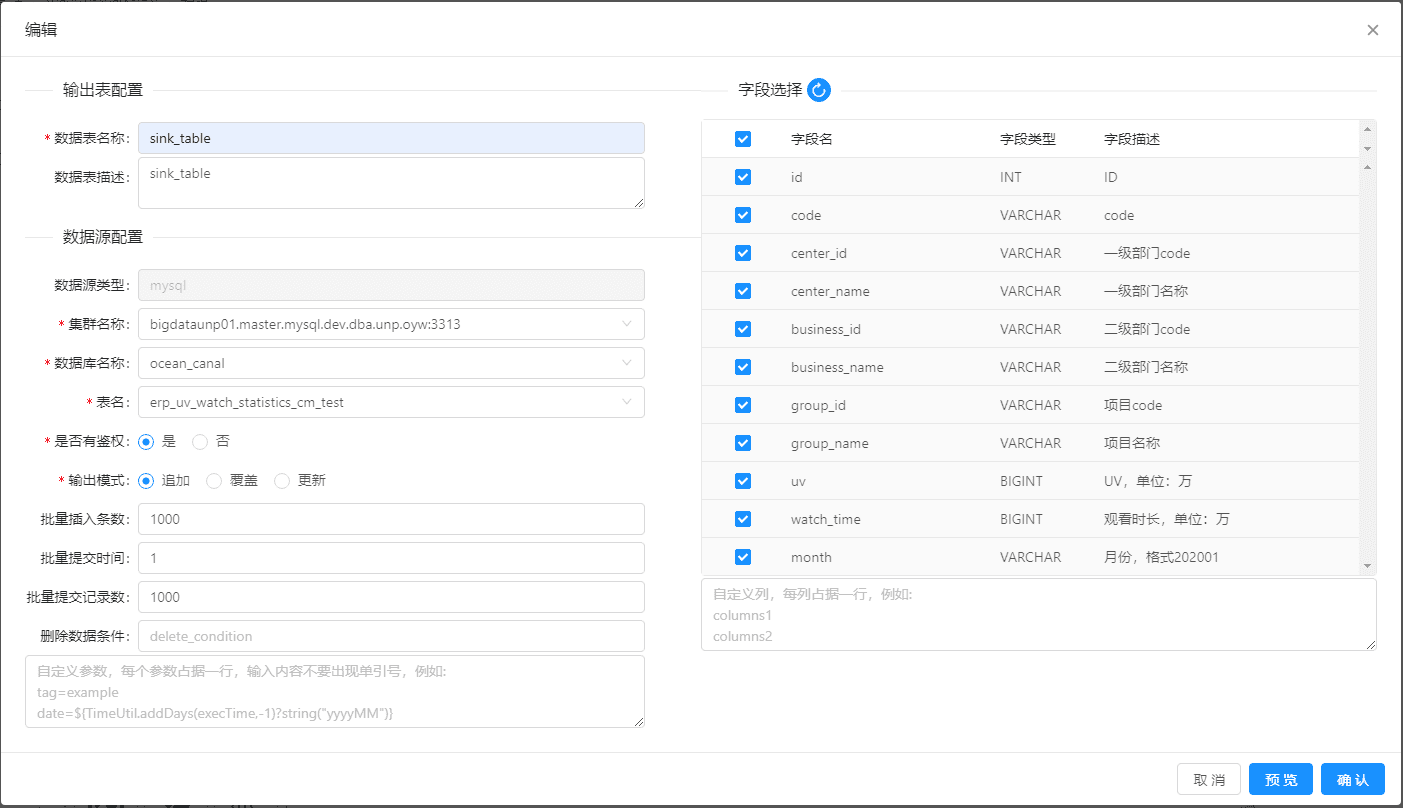 编辑
输出表配置
* 数据表名称: sink_table
数据表描述: sink_table
数据源配置
数据源类型: mysql
* 集群名称: bigdataunp01.master.mysql.dev.dba.unp.oyw:3313
* 数据库名称: ocean_canal
* 表名: erp_uv_watch_statistics_cm_test
* 是否有鉴权: 是 否
* 输出模式: 追加 覆盖 更新
批量插入条数: 1000
批量提交时间: 1
批量提交记录数: 1000
删除数据条件: delete_condition
自定义参数，每个参数占据一行，输入内容不要出现单引号，例如:
tag=example
date=${TimeUtil.addDays(execTime,-1)?string("yyyyMM")}
字段选择
字段名 字段类型 字段描述
id INT ID
code VARCHAR code
center_id VARCHAR 一级部门code
center_name VARCHAR 一级部门名称
business_id VARCHAR 二级部门code
business_name VARCHAR 二级部门名称
group_id VARCHAR 项目code
group_name VARCHAR 项目名称
uv BIGINT UV，单位：万
watch_time BIGINT 观看时长，单位：万
month VARCHAR 月份，格式202001
自定义列，每列占据一行，例如:
columns1
columns2
取 消 预 览 确 认